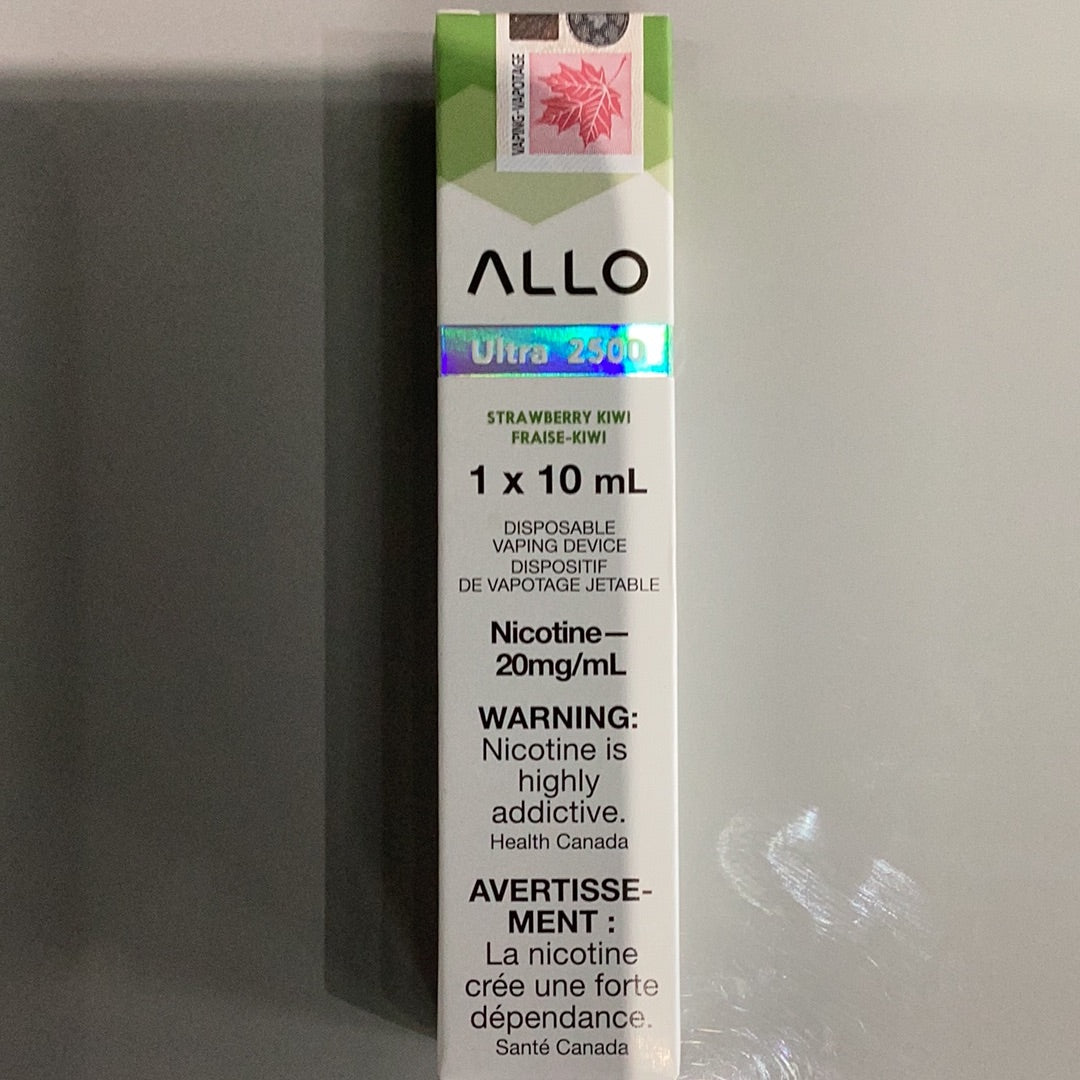 VAPING-VAPOTAGE
ALLO
Ultra 2500
STRAWBERRY KIWI
FRAISE-KIWI
1 x 10 mL
DISPOSABLE
VAPING DEVICE
DISPOSITIF
DE VAPOTAGE JETABLE
Nicotine—
20mg/mL
WARNING:
Nicotine is
highly
addictive.
Health Canada
AVERTISSE-
MENT :
La nicotine
crée une forte
dépendance.
Santé Canada